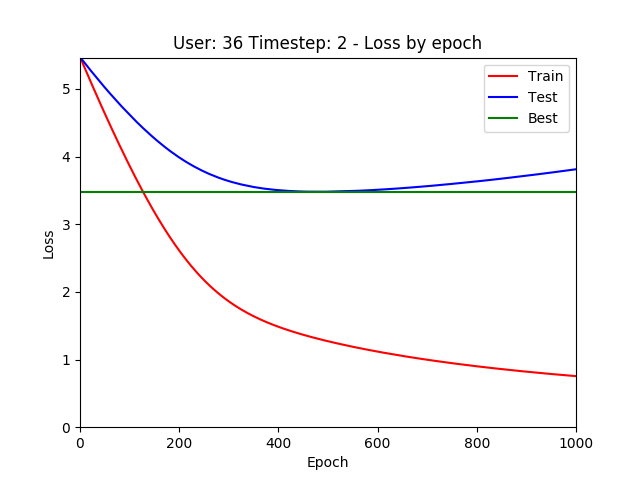 User: 36 Timestep: 2 - Loss by epoch
Train
Test
Best
5
4
3
2
1
0
Loss
0 200 400 600 800 1000
Epoch